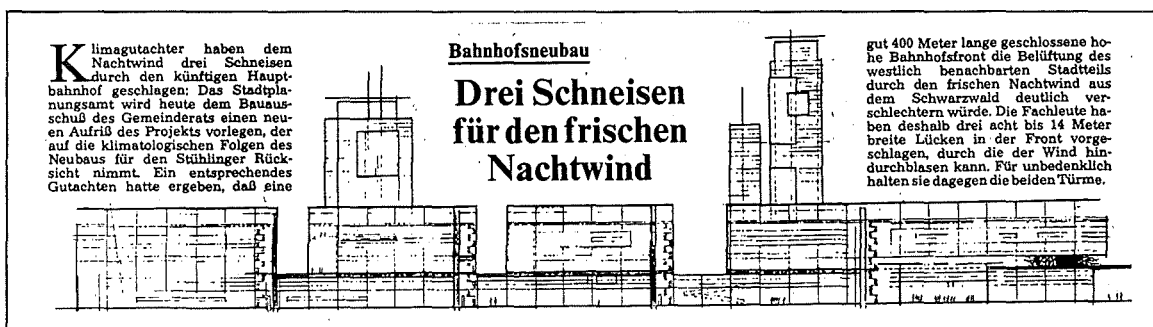 Klimagutachter haben dem
Nachtwind drei Schneisen
durch den künftigen Haupt-
bahnhof geschlagen: Das Stadtpla-
nungsamt wird heute dem Bauaus-
schuß des Gemeinderats einen neu-
en Aufriß des Projekts vorlegen, der
auf die klimatologischen Folgen des
Neubaus für den Stühlinger Rück-
sicht nimmt. Ein entsprechendes
Gutachten hatte ergeben, daß eine
Bahnhofsneubau
Drei Schneisen
für den frischen
Nachtwind
gut 400 Meter lange geschlossene ho-
he Bahnhofsfront die Belüftung des
westlich benachbarten Stadtteils
durch den frischen Nachtwind aus
dem Schwarzwald deutlich ver-
schlechtern würde. Die Fachleute ha-
ben deshalb drei acht bis 14 Meter
breite Lücken in der Front vorge-
schlagen, durch die der Wind hin-
durchblasen kann. Für unbedenklich
halten sie dagegen die beiden Türme.